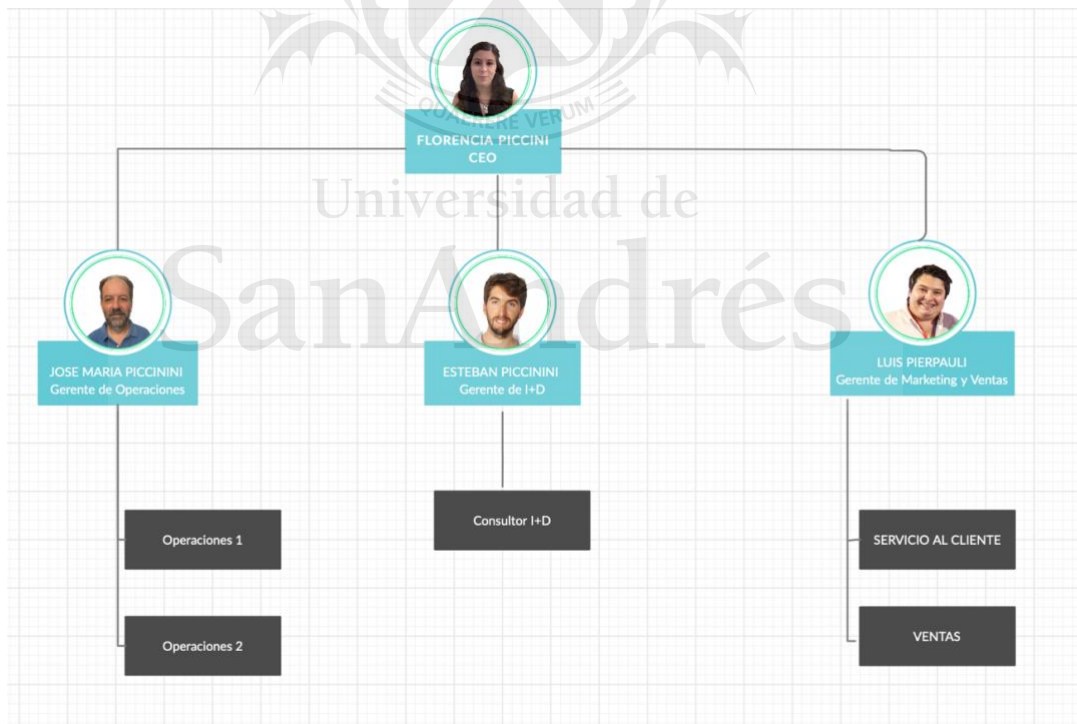 QUAERERE VERUM
FLORENCIA PICCINI
CEO
Universidad de
SanAndrés
JOSE MARIA PICCININI
Gerente de Operaciones
ESTEBAN PICCININI
Gerente de I+D
LUIS PIERPAULI
Gerente de Marketing y Ventas
Operaciones 1
Consultor I+D
SERVICIO AL CLIENTE
Operaciones 2
VENTAS